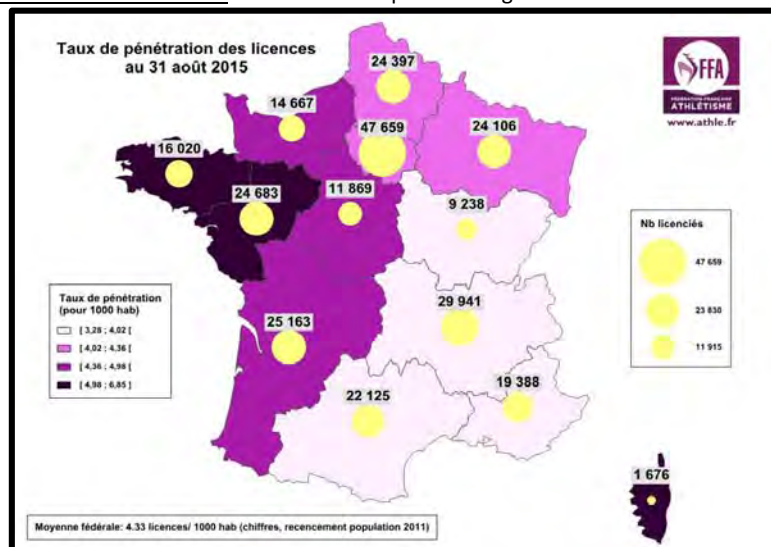 Taux de pénétration des licences
au 31 août 2015
FFA
FÉDÉRATION FRANÇAISE
ATHLÉTISME
www.athle.fr
24 397
14 667
47 659
24 106
16 020
24 683
11 869
9 238
29 941
25 163
22 125
19 388
1 676
Nb licenciés
47 659
23 830
11 915
Taux de pénétration
(pour 1000 hab)
[ 3,28 ; 4,02 [
[ 4,02 ; 4,36 [
[ 4,36 ; 4,98 [
[ 4,98 ; 6,85 ]
Moyenne fédérale: 4.33 licences/ 1000 hab (chiffres, recencement population 2011)